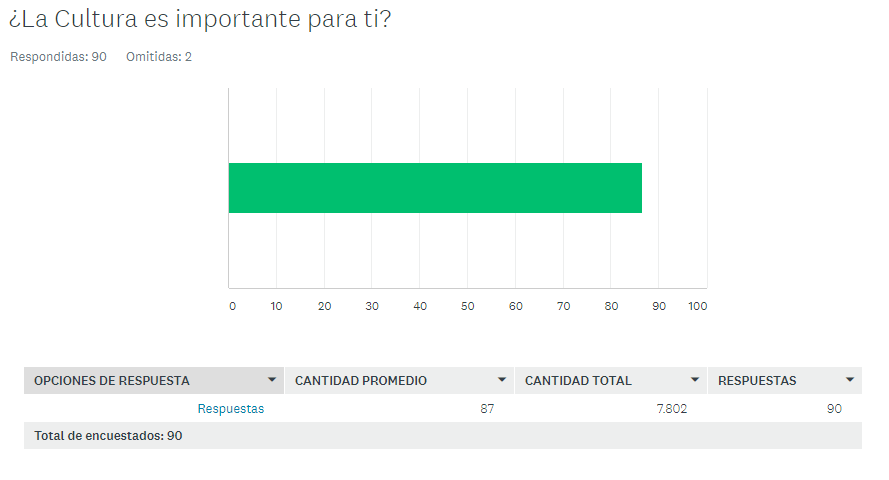 ¿La Cultura es importante para ti?
Respondidas: 90 Omitidas: 2
0 10 20 30 40 50 60 70 80 90 100
OPCIONES DE RESPUESTA CANTIDAD PROMEDIO CANTIDAD TOTAL RESPUESTAS
Respuestas 87 7.802 90
Total de encuestados: 90